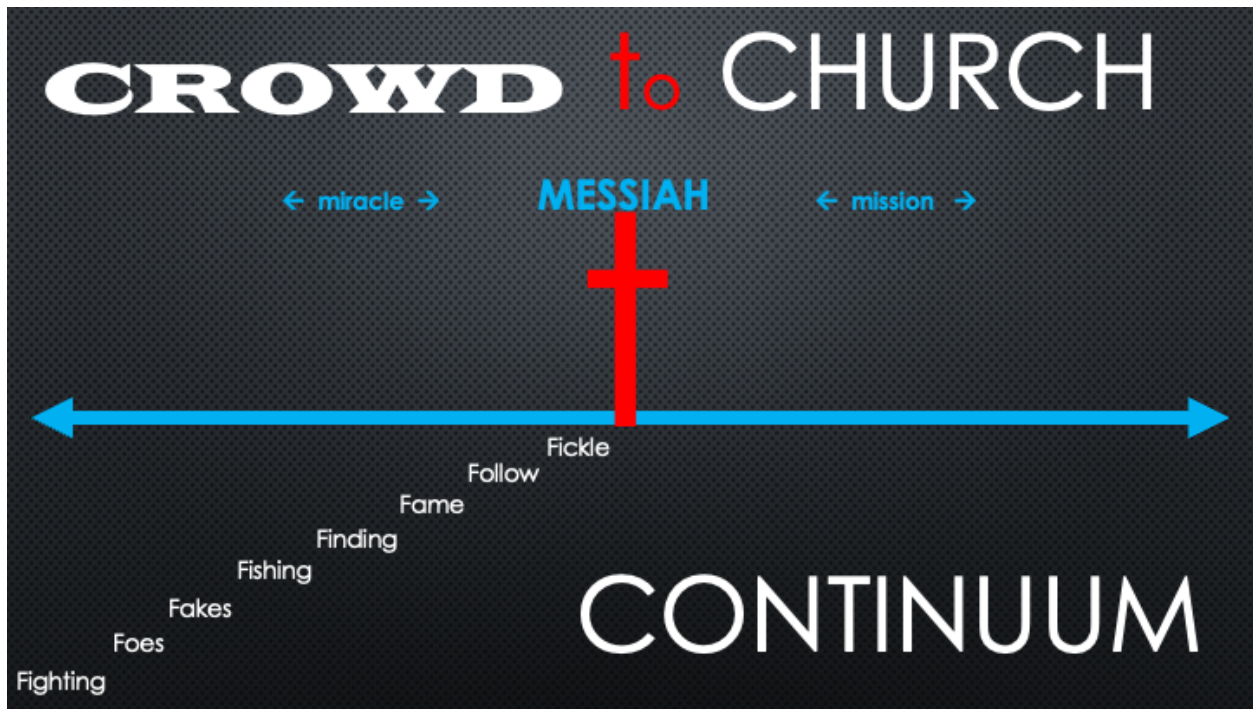 CROWD to CHURCH
← miracle → MESSIAH ← mission →
Fickle
Follow
Fame
Finding
Fishing
Fakes
Foes
Fighting
CONTINUUM